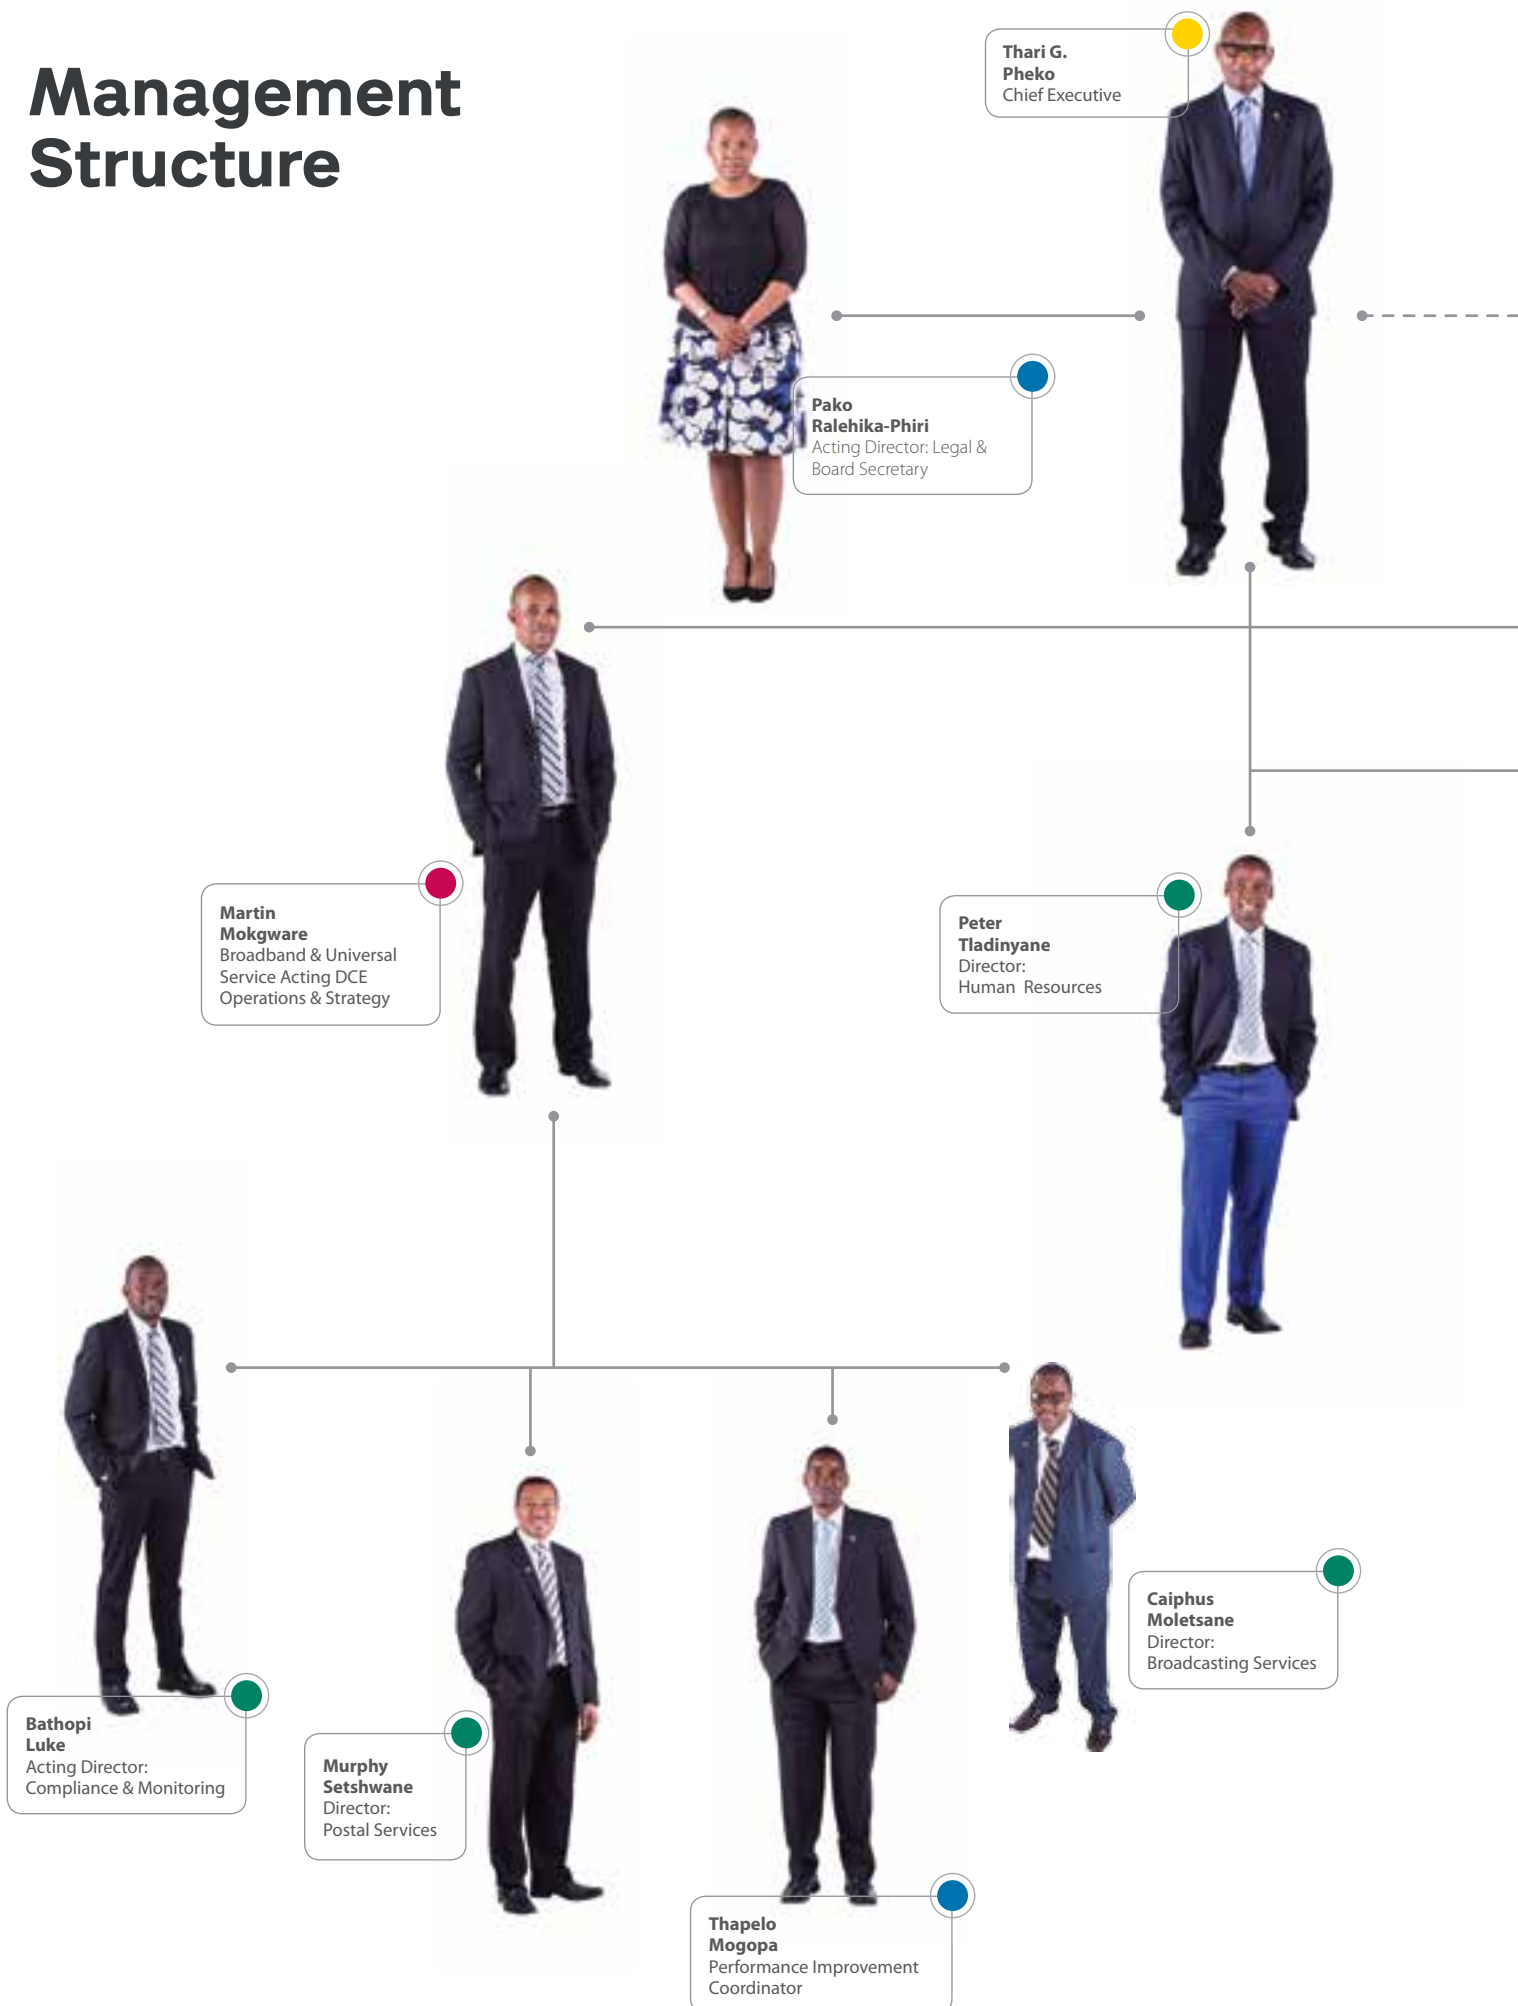 Management
Structure
Thari G.
Pheko
Chief Executive
Pako
Ralehika-Phiri
Acting Director: Legal &
Board Secretary
Martin
Mokgware
Broadband & Universal
Service Acting DCE
Operations & Strategy
Peter
Tladinyane
Director:
Human Resources
Caiphus
Moletsane
Director:
Broadcasting Services
Bathopi
Luke
Acting Director:
Compliance & Monitoring
Murphy
Setshwane
Director:
Postal Services
Thapelo
Mogopa
Performance Improvement
Coordinator